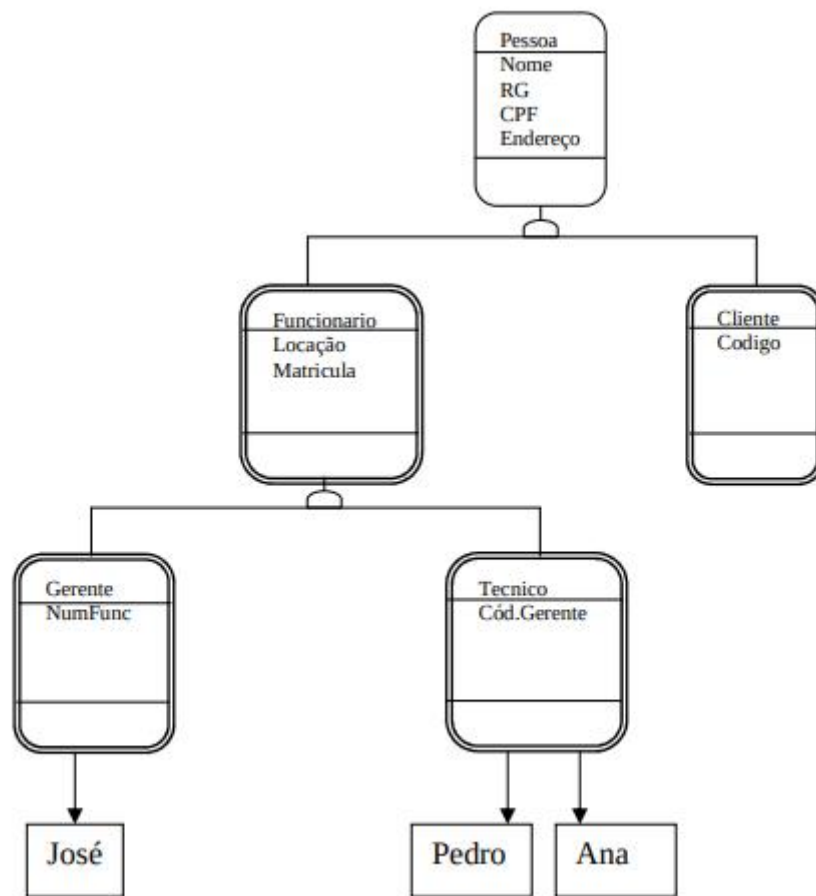 Pessoa
Nome
RG
CPF
Endereço
Funcionario
Locação
Matricula
Cliente
Codigo
Gerente
NumFunc
Tecnico
Cód.Gerente
José
Pedro
Ana